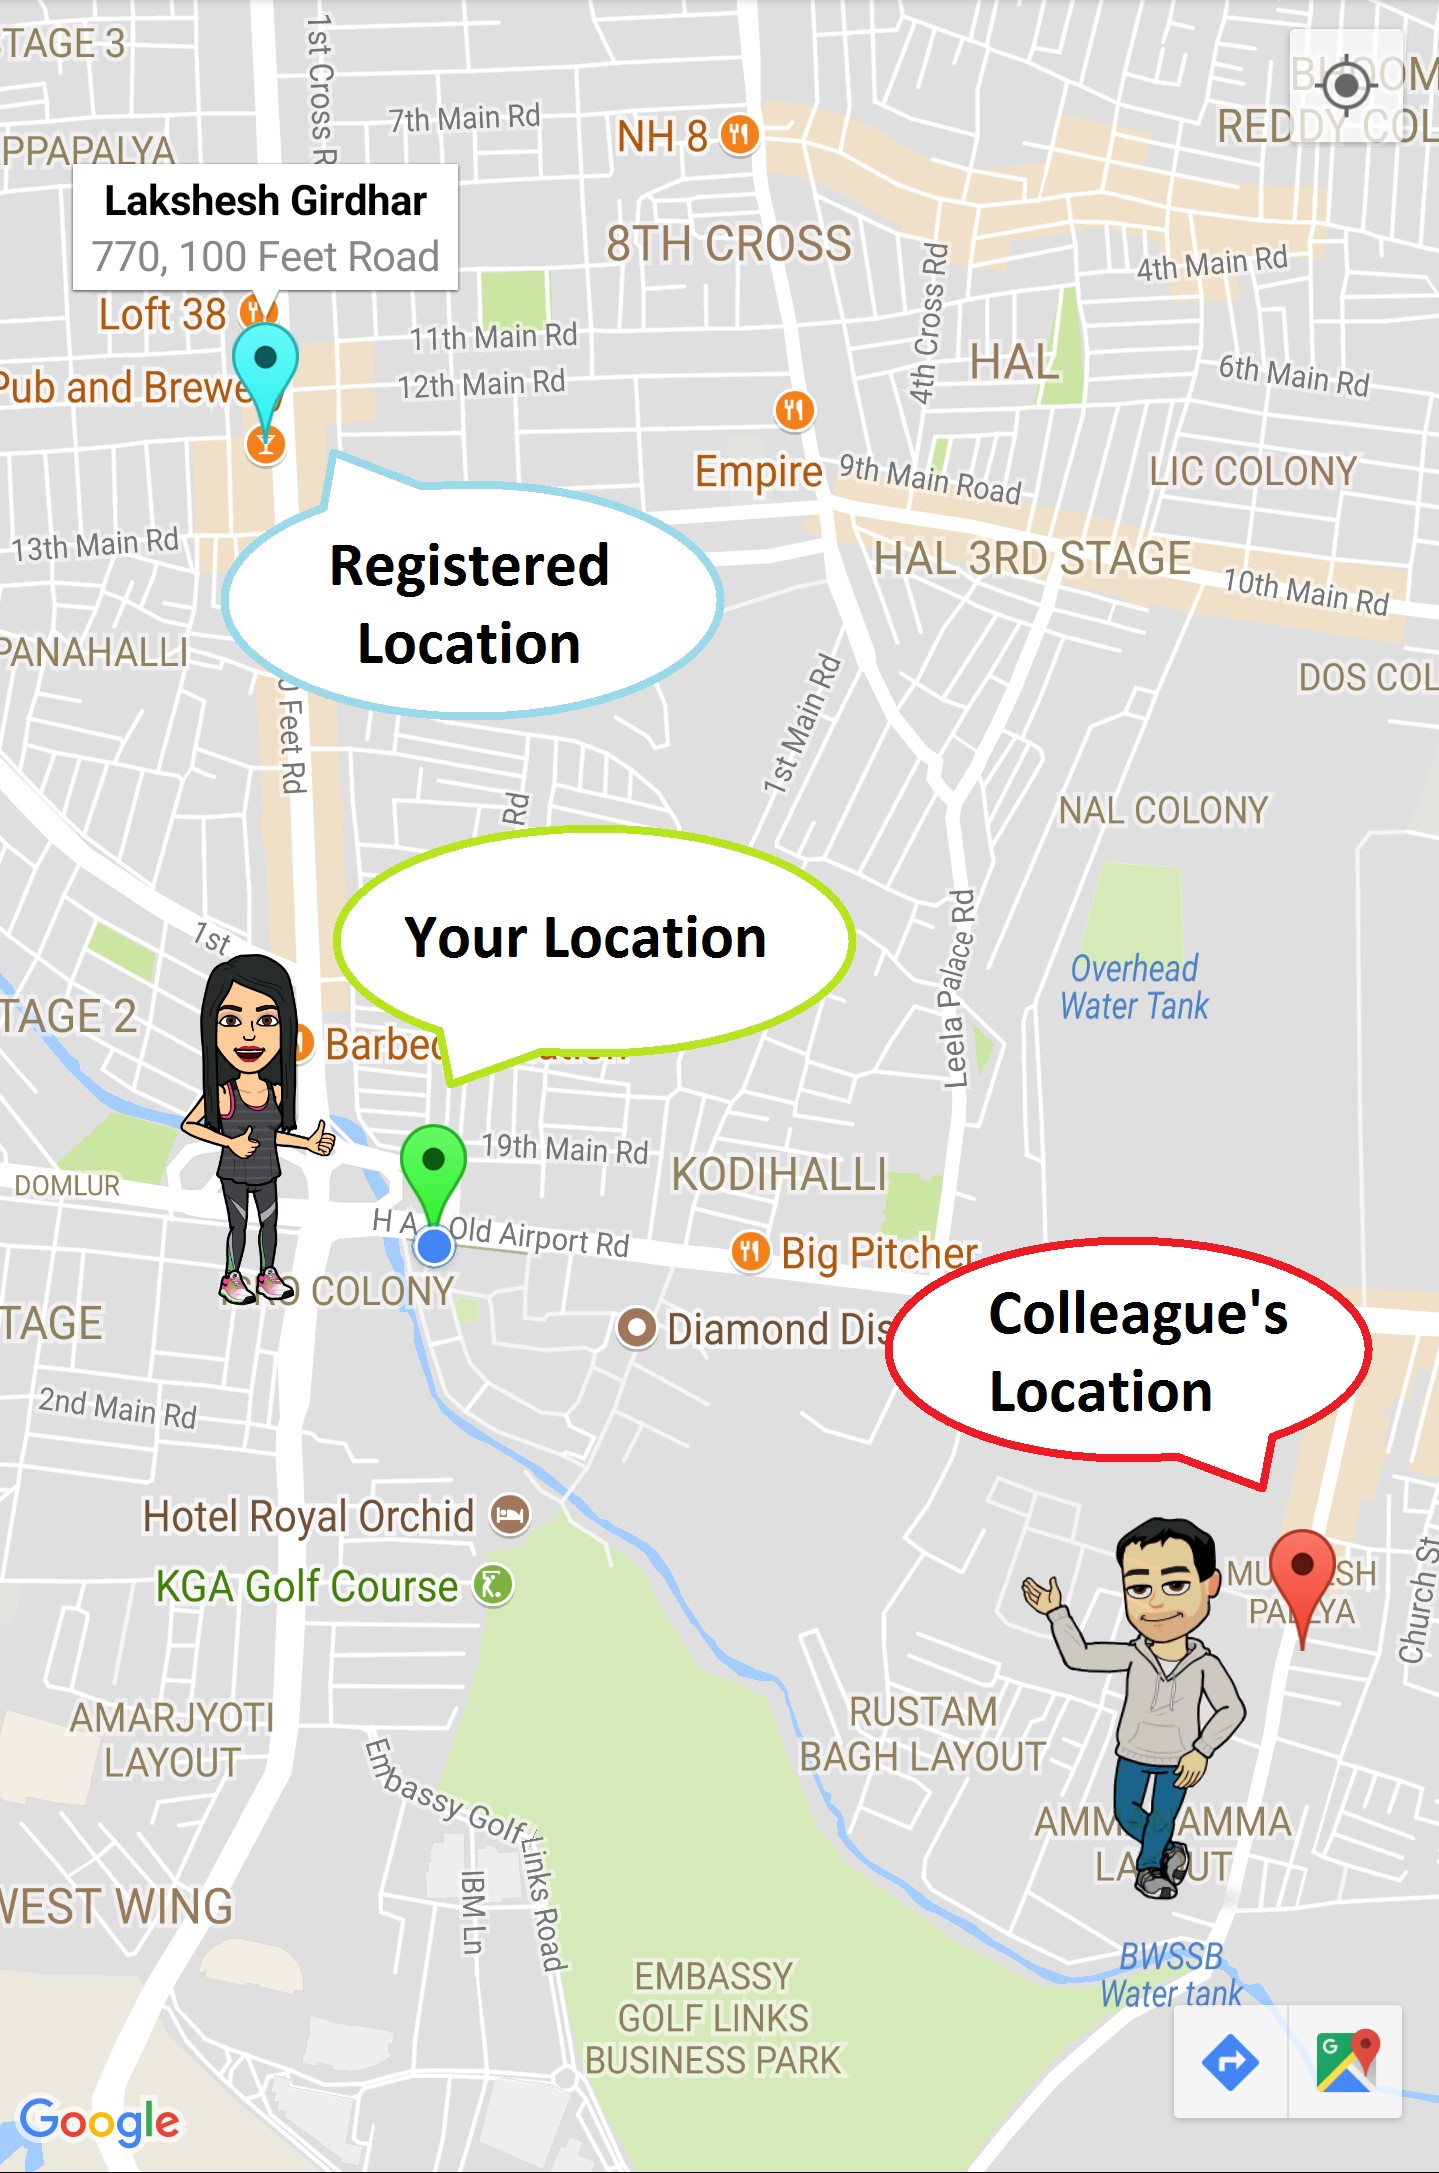 TAGE 3
1st Cross R
7th Main Rd
NH 8
REDDY COL
PPAPALYA
Lakshesh Girdhar
770, 100 Feet Road
8TH CROSS
4th Main Rd
Loft 38
11th Main Rd
4th Cross Rd
HAL
Pub and Brewe
12th Main Rd
6th Main Rd
Empire
9th Main Road
LIC COLONY
13th Main Rd
Registered
Location
HAL 3RD STAGE
10th Main Rd
PANAHALLI
DOS COL
Feet Rd
1st Main Rd
Rd
NAL COLONY
1st
Your Location
Leela Palace Rd
Overhead
Water Tank
TAGE 2
Barbec
19th Main Rd
KODIHALLI
DOMLUR
H A
Old Airport Rd
Big Pitcher
COLONY
TAGE
Diamond Dis
Colleague's
Location
2nd Main Rd
Hotel Royal Orchid
KGA Golf Course
MU
ESH
PA
YA
Church St
AMARJYOTI
LAYOUT
RUSTAM
BAGH LAYOUT
Embassy Golf Links Road
AMM
AMMA
LA
UT
WEST WING
IBM Ln
BWSSB
Water tank
EMBASSY
GOLF LINKS
BUSINESS PARK
G
Google